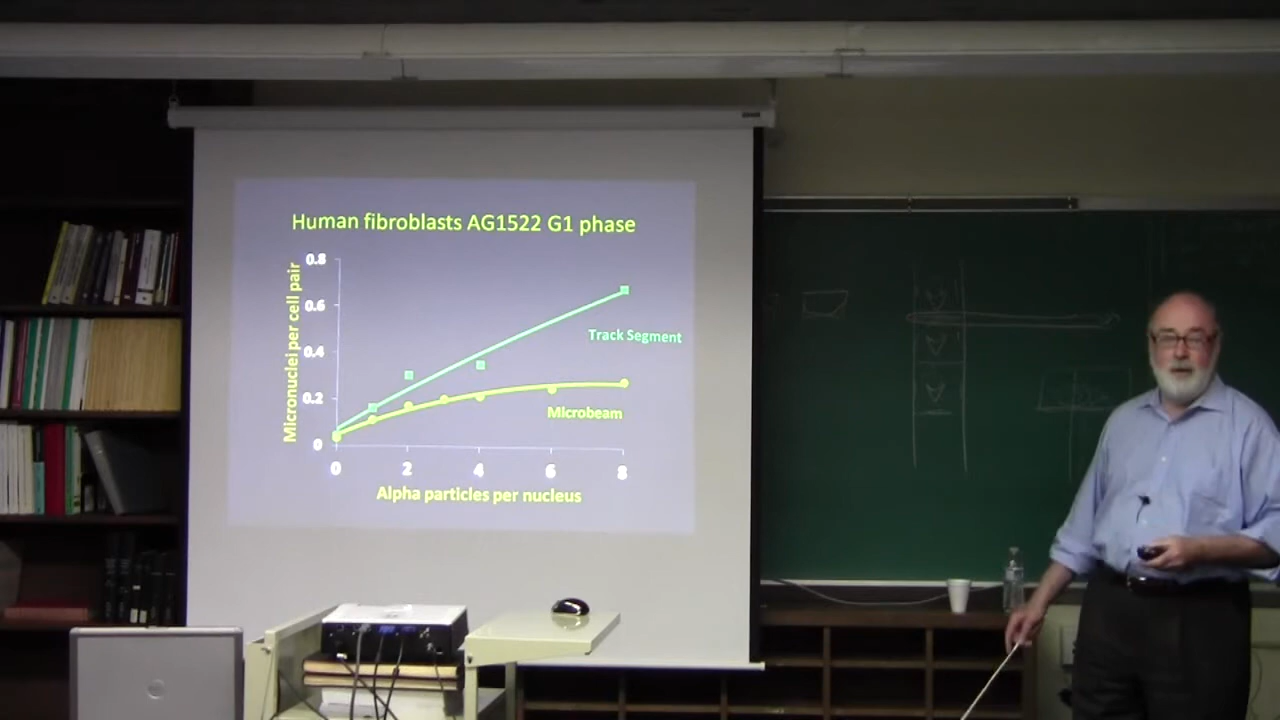 Human fibroblasts AG1522 G1 phase
Micronuclei per cell pair
0.8
0.6
0.4
0.2
0
Track Segment
Microbeam
0 2 4 6 8
Alpha particles per nucleus